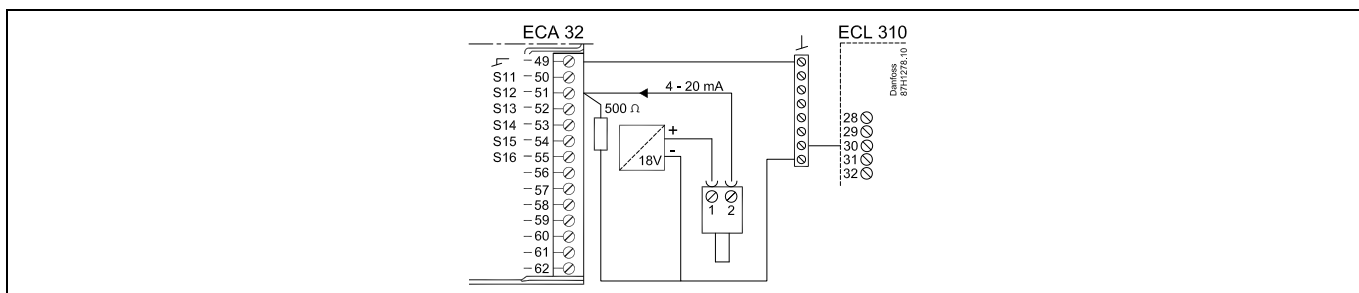 ECA 32
ECL 310
49
S11 - 50
S12 - 51
S13 - 52
S14 - 53
S15 - 54
S16 - 55
- 56
- 57
- 58
- 59
- 60
- 61
- 62
4 - 20 mA
500 Ω
+
-
18V
1 2
Danfoss
87H1278.10
28
29
30
31
32